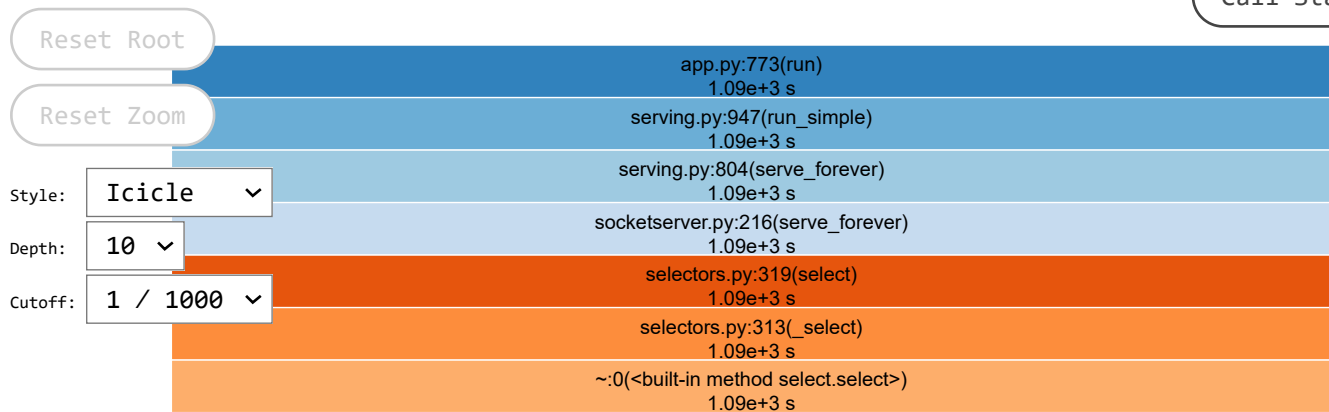 Call Sta
Reset Root
app.py:773(run)
1.09e+3 s
Reset Zoom
serving.py:947(run_simple)
1.09e+3 s
serving.py:804(serve_forever)
1.09e+3 s
Style: Icicle
socketserver.py:216(serve_forever)
1.09e+3 s
Depth: 10
selectors.py:319(select)
1.09e+3 s
Cutoff: 1 / 1000
selectors.py:313(_select)
1.09e+3 s
~:0(<built-in method select.select>)
1.09e+3 s